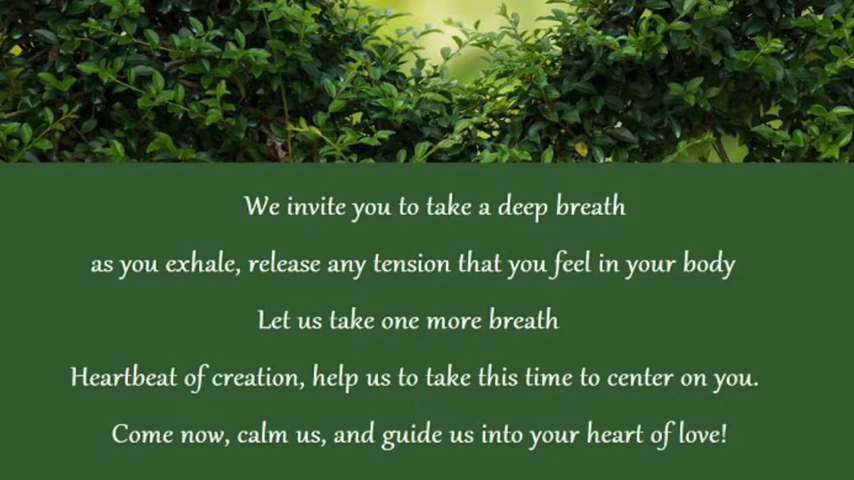 We invite you to take a deep breath
as you exhale, release any tension that you feel in your body
Let us take one more breath
Heartbeat of creation, help us to take this time to center on you.
Come now, calm us, and guide us into your heart of love!